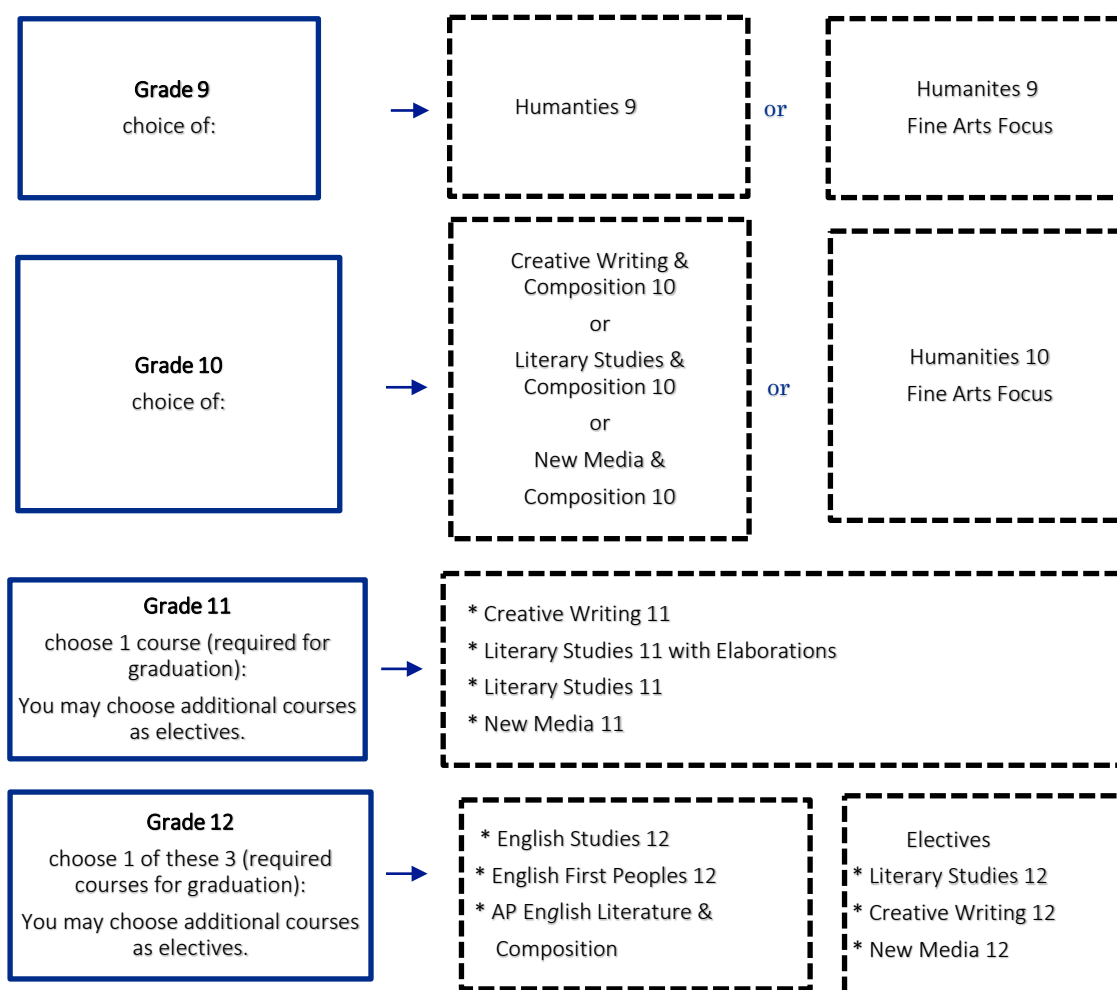 Grade 9
choice of:
Humanties 9
or
Humanites 9
Fine Arts Focus
Grade 10
choice of:
Creative Writing &
Composition 10
or
Literary Studies &
Composition 10
or
New Media &
Composition 10
or
Humanities 10
Fine Arts Focus
Grade 11
choose 1 course (required for
graduation):
You may choose additional courses
as electives.
* Creative Writing 11
* Literary Studies 11 with Elaborations
* Literary Studies 11
* New Media 11
Grade 12
choose 1 of these 3 (required
courses for graduation):
You may choose additional courses
as electives.
* English Studies 12
* English First Peoples 12
* AP English Literature &
Composition
Electives
* Literary Studies 12
* Creative Writing 12
* New Media 12